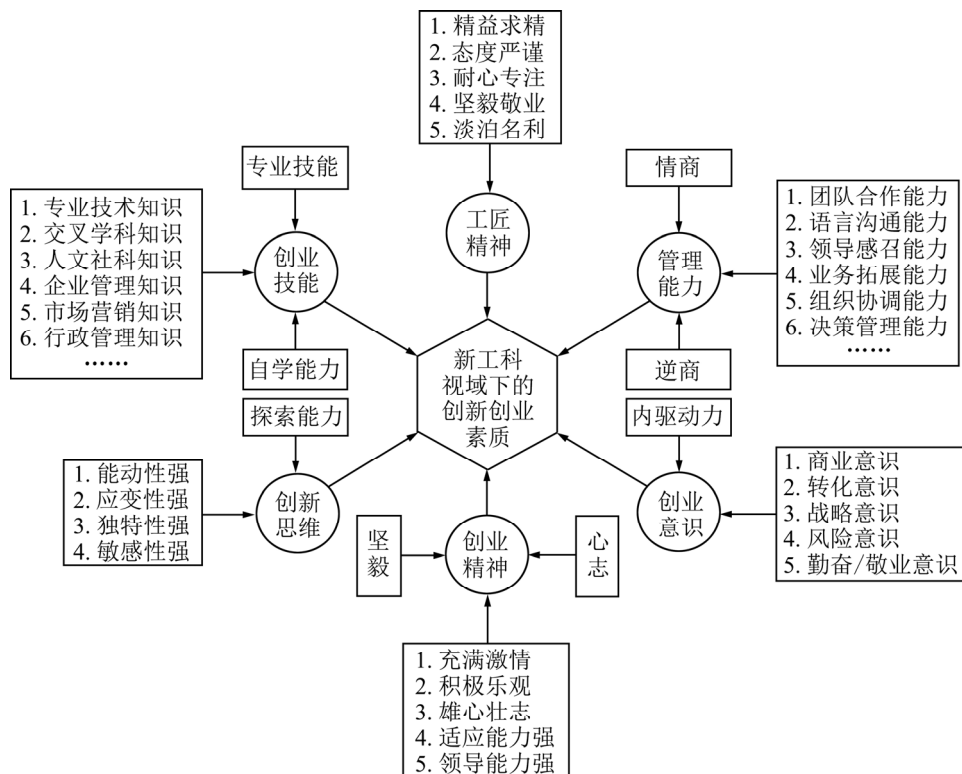 1. 精益求精
2. 态度严谨
3. 耐心专注
4. 坚毅敬业
5. 淡泊名利
专业技能
情商
1. 专业技术知识
2. 交叉学科知识
3. 人文社科知识
4. 企业管理知识
5. 市场营销知识
6. 行政管理知识
……
创业
技能
工匠
精神
管理
能力
1. 团队合作能力
2. 语言沟通能力
3. 领导感召能力
4. 业务拓展能力
5. 组织协调能力
6. 决策管理能力
……
自学能力
逆商
新工科
视域下的
创新创业
素质
探索能力
内驱动力
1. 能动性强
2. 应变性强
3. 独特性强
4. 敏感性强
创新
思维
坚
毅
创业
精神
心
志
创业
意识
1. 商业意识
2. 转化意识
3. 战略意识
4. 风险意识
5. 勤奋/敬业意识
1. 充满激情
2. 积极乐观
3. 雄心壮志
4. 适应能力强
5. 领导能力强